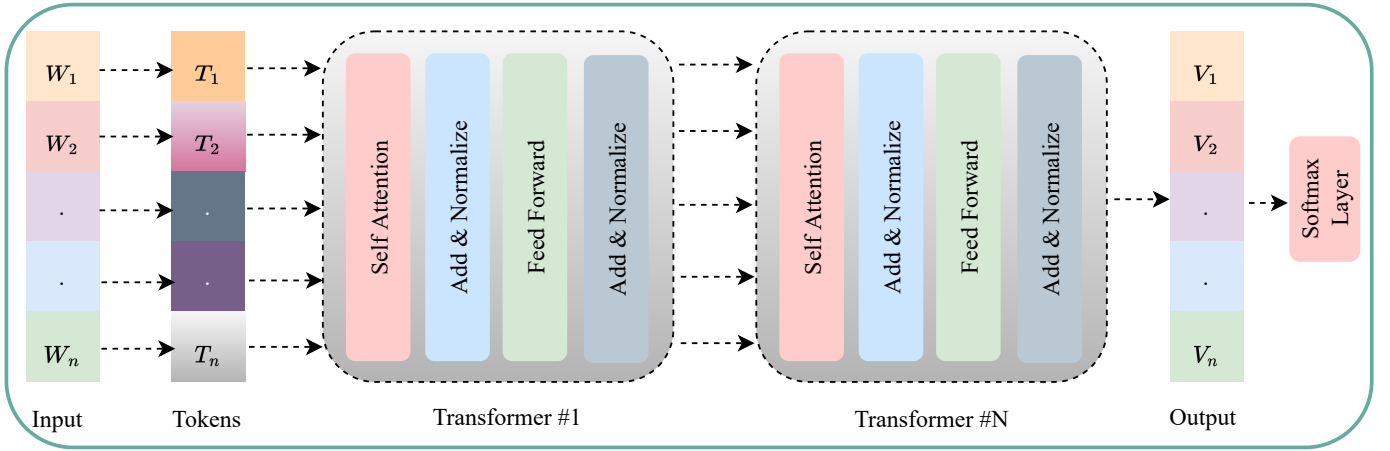 W₁
W₂
.
.
Wₙ
Input
T₁
T₂
.
.
Tₙ
Tokens
Self Attention
Add & Normalize
Feed Forward
Add & Normalize
Transformer #1
Self Attention
Add & Normalize
Feed Forward
Add & Normalize
Transformer #N
V₁
V₂
.
.
Vₙ
Output
Softmax
Layer